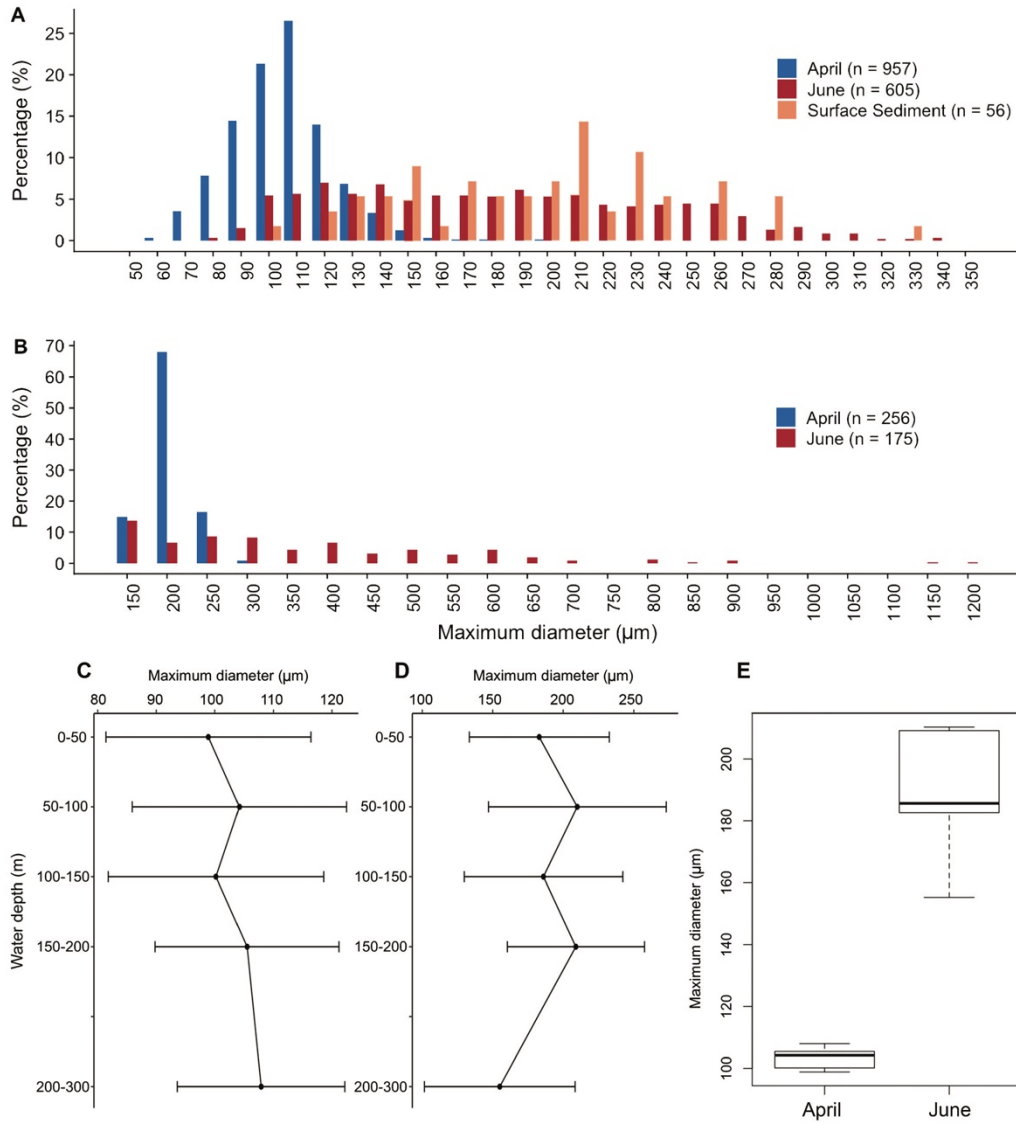 A
Percentage (%)
25
20
15
10
5
0
April (n = 957)
June (n = 605)
Surface Sediment (n = 56)
50 60 70 80 90 100 110 120 130 140 150 160 170 180 190 200 210 220 230 240 250 260 270 280 290 300 310 320 330 340 350
B
Percentage (%)
70
60
50
40
30
20
10
0
April (n = 256)
June (n = 175)
150 200 250 300 350 400 450 500 550 600 650 700 800 850 900 950 1000 1100 1150 1200
Maximum diameter (µm)
C
Maximum diameter (µm)
80 90 100 110 120
Water depth (m)
0-50
50-100
100-150
150-200
200-300
D
Maximum diameter (µm)
100 150 200 250
0-50
50-100
100-150
150-200
200-300
E
Maximum diameter (µm)
200
180
160
140
120
100
April June